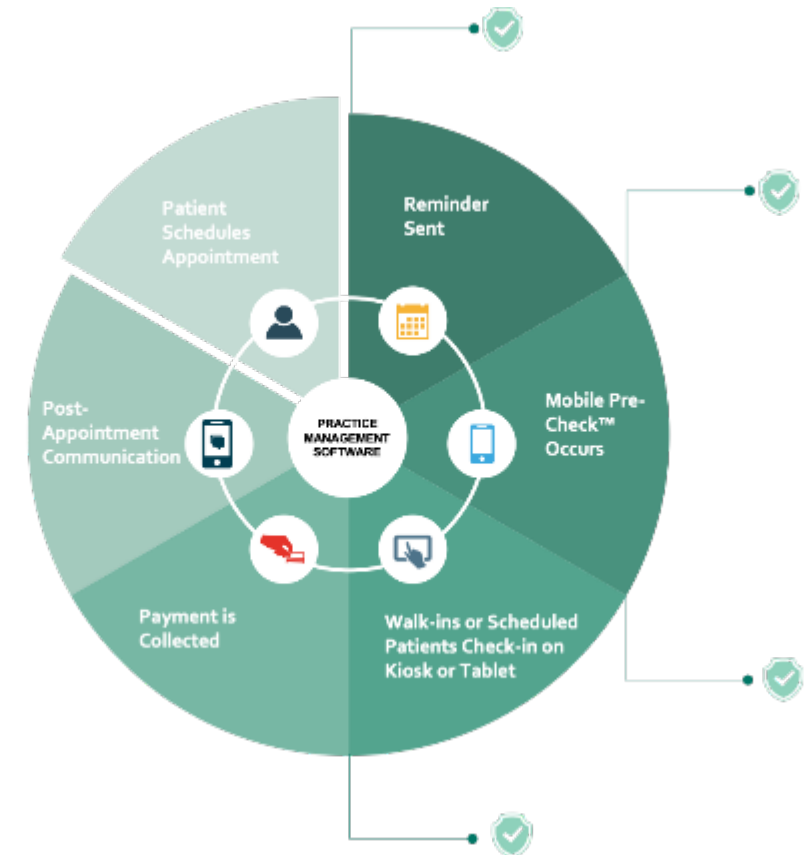 Patient
Schedules
Appointment
Reminder
Sent
Mobile Pre-
Check™
Occurs
Walk-ins or Scheduled
Patients Check-in on
Kiosk or Tablet
Payment is
Collected
Post-
Appointment
Communication
PRACTICE
MANAGEMENT
SOFTWARE